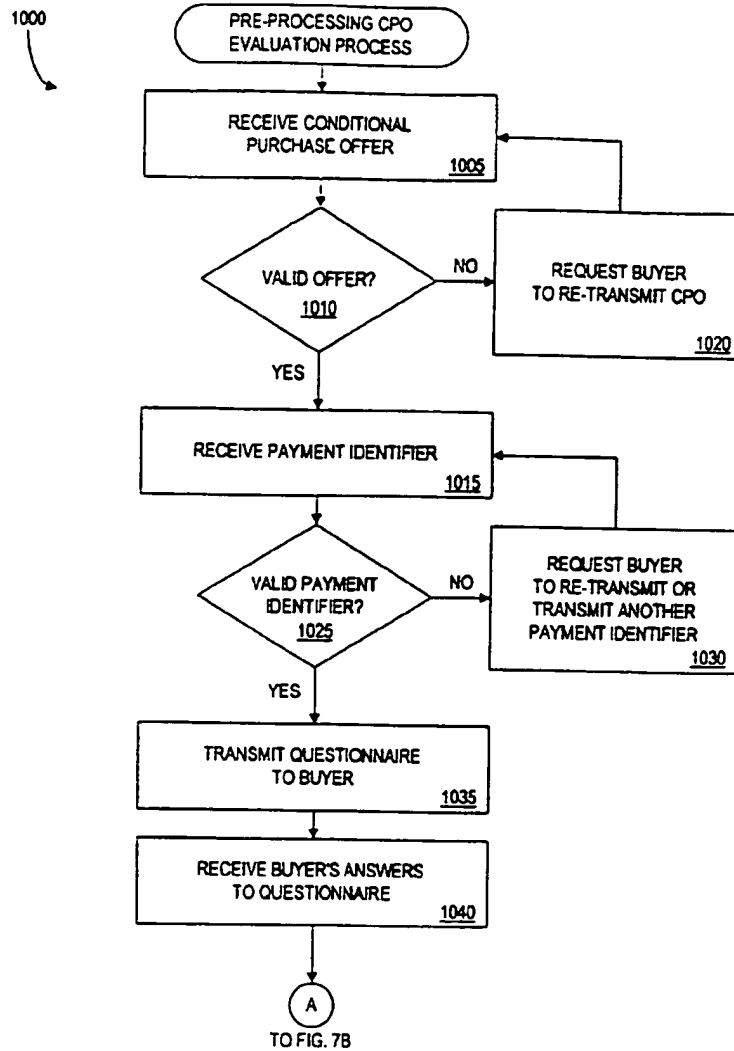 1000
PRE-PROCESSING CPO
EVALUATION PROCESS
RECEIVE CONDITIONAL
PURCHASE OFFER
1005
VALID OFFER?
1010
NO
REQUEST BUYER
TO RE-TRANSMIT CPO
1020
YES
RECEIVE PAYMENT IDENTIFIER
1015
VALID PAYMENT
IDENTIFIER?
1025
NO
REQUEST BUYER
TO RE-TRANSMIT OR
TRANSMIT ANOTHER
PAYMENT IDENTIFIER
1030
YES
TRANSMIT QUESTIONNAIRE
TO BUYER
1035
RECEIVE BUYER'S ANSWERS
TO QUESTIONNAIRE
1040
A
TO FIG. 7B